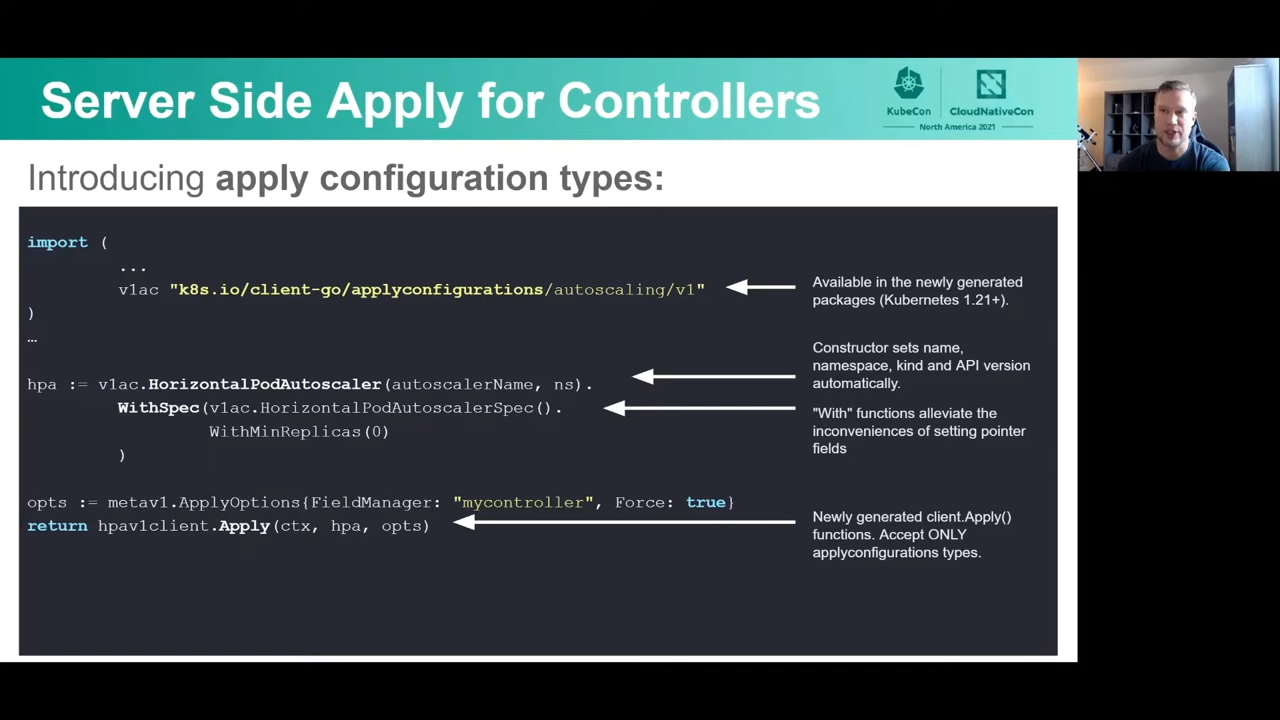 Server Side Apply for Controllers
KubeCon
CloudNativeCon
North America 2021
Introducing apply configuration types:
import (
...
v1ac "k8s.io/client-go/applyconfigurations/autoscaling/v1"
)
…
Available in the newly generated
packages (Kubernetes 1.21+).
hpa := v1ac.HorizontalPodAutoscaler(autoscalerName, ns).
WithSpec(v1ac.HorizontalPodAutoscalerSpec().
WithMinReplicas(0)
)
Constructor sets name,
namespace, kind and API version
automatically.
"With" functions alleviate the
inconveniences of setting pointer
fields
opts := metav1.ApplyOptions{FieldManager: "mycontroller", Force: true}
return hpav1client.Apply(ctx, hpa, opts)
Newly generated client.Apply()
functions. Accept ONLY
applyconfigurations types.